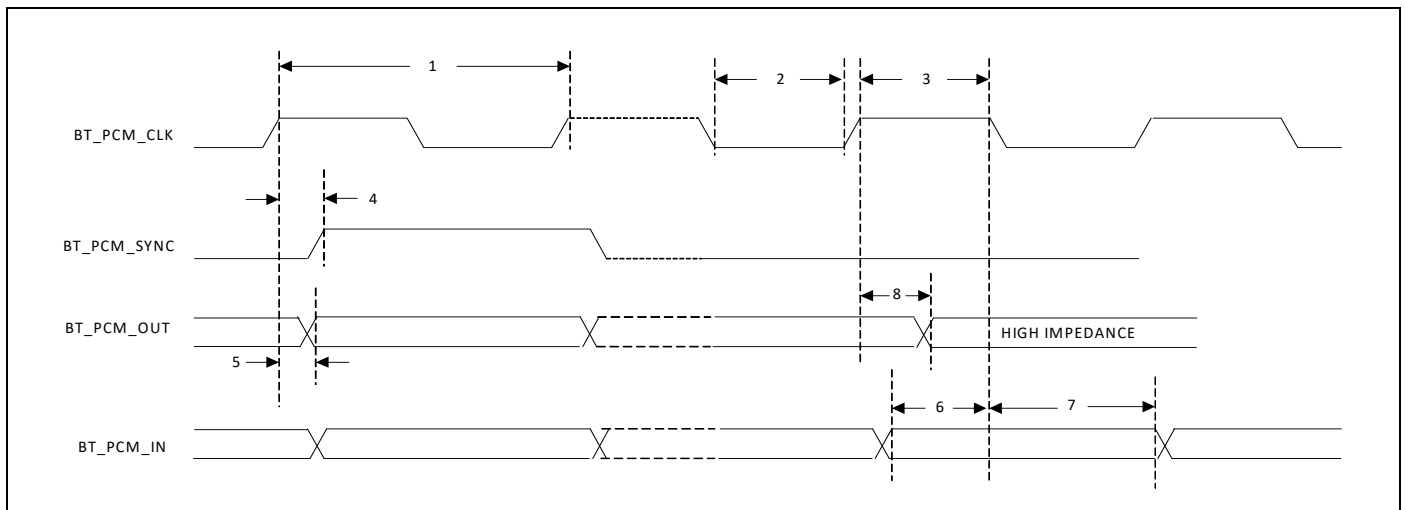 1
2
3
BT_PCM_CLK
4
BT_PCM_SYNC
8
BT_PCM_OUT
HIGH IMPEDANCE
5
6
7
BT_PCM_IN